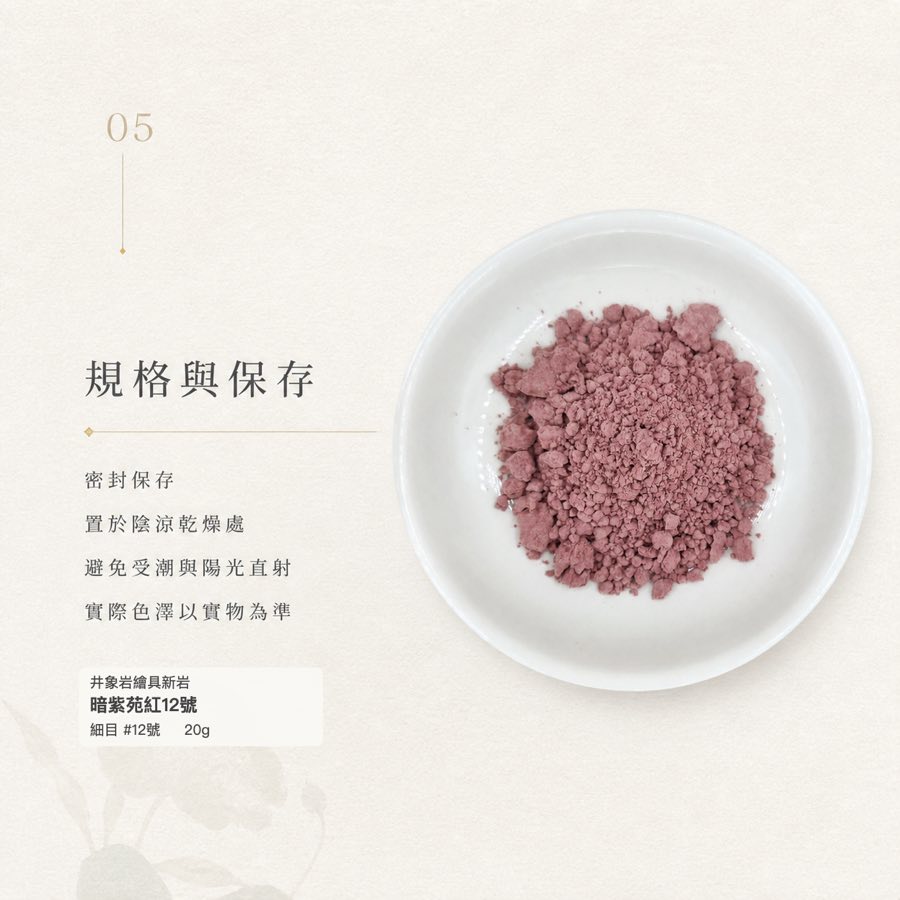 05
規格與保存
密封保存
置於陰涼乾燥處
避免受潮與陽光直射
實際色澤以實物為準
井象岩繪具新岩
暗紫苑紅12號
細目 #12號 20g